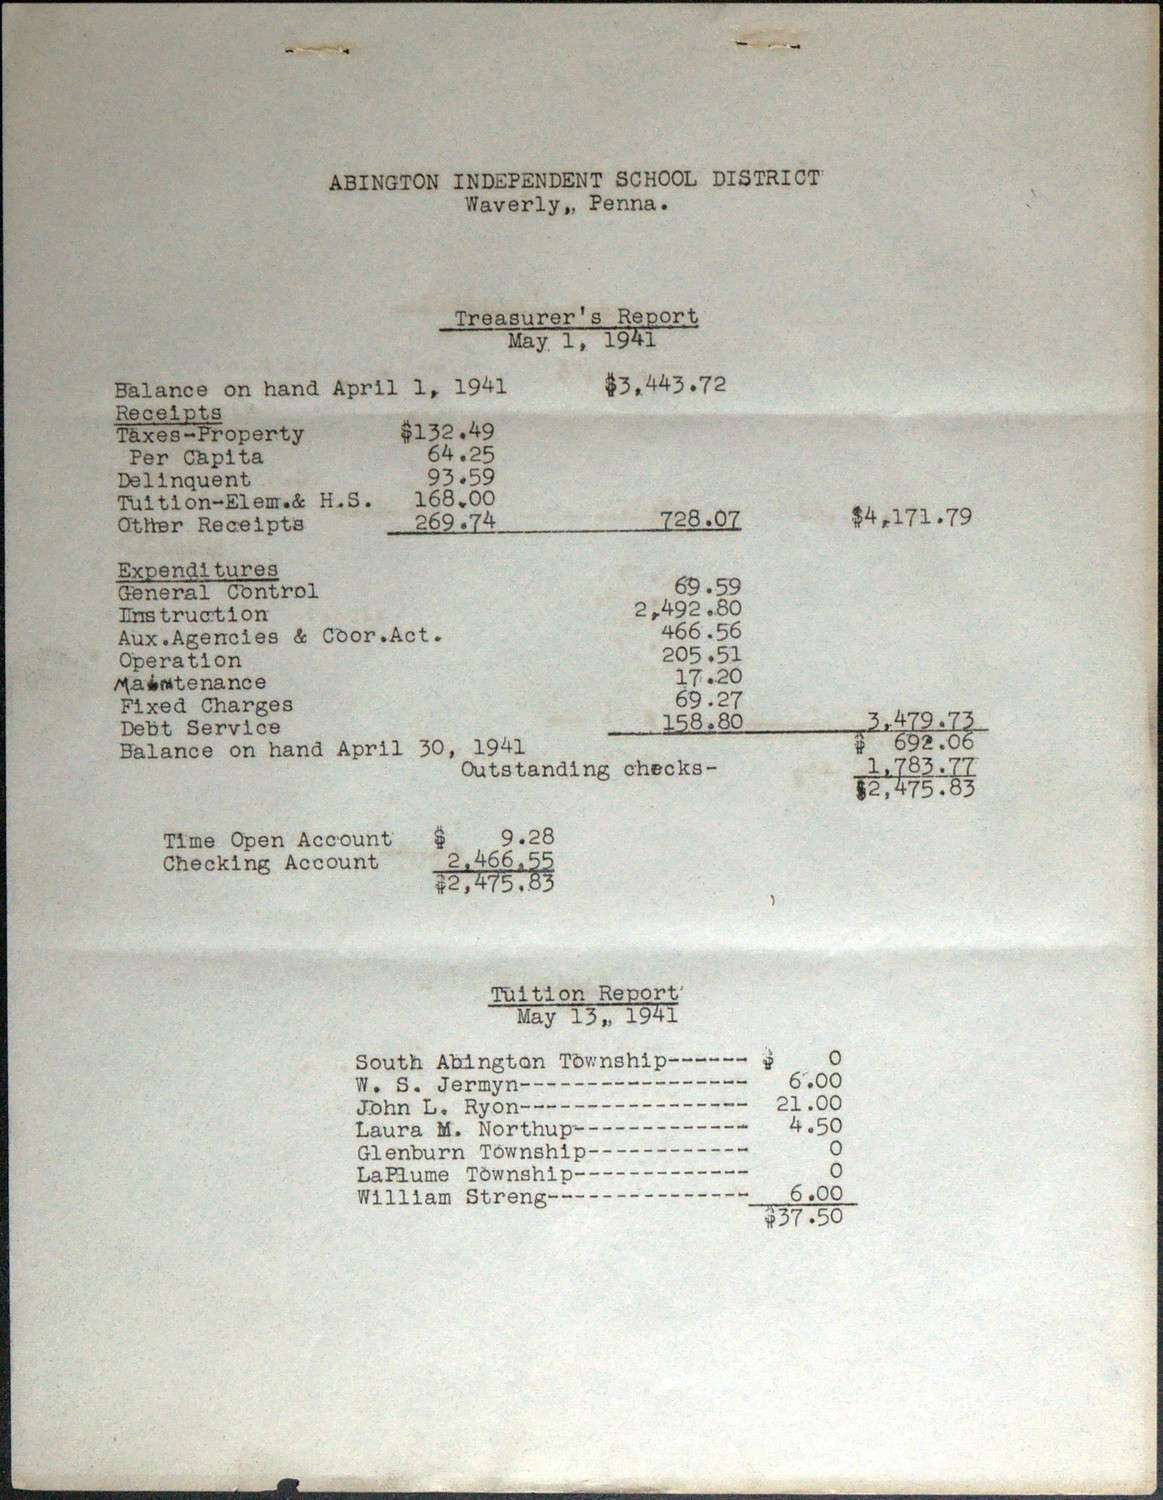 ABINGTON INDEPENDENT SCHOOL DISTRICT
Waverly,, Penna.
Treasurer's Report
May 1, 1941
Balance on hand April 1, 1941 $3,443.72
Receipts
Taxes-Property $132.49
Per Capita 64.25
Delinquent 93.59
Tuition-Elem.& H.S. 168.00
Other Receipts 269.74 728.07 $4,171.79
Expenditures
General Control 69.59
Instruction 2,492.80
Aux.Agencies & Coor.Act. 466.56
Operation 205.51
Maintenance 17.20
Fixed Charges 69.27
Debt Service 158.80 3,479.73
Balance on hand April 30, 1941 $ 692.06
Outstanding checks- 1,783.77
$2,475.83
Time Open Account $ 9.28
Checking Account 2,466.55
$2,475.83
Tuition Report
May 13,, 1941
South Abington Township------ $ 0
W. S. Jermyn----------------- 6.00
John L. Ryon----------------- 21.00
Laura M. Northup------------- 4.50
Glenburn Township------------ 0
LaPlume Township------------- 0
William Streng--------------- 6.00
$37.50